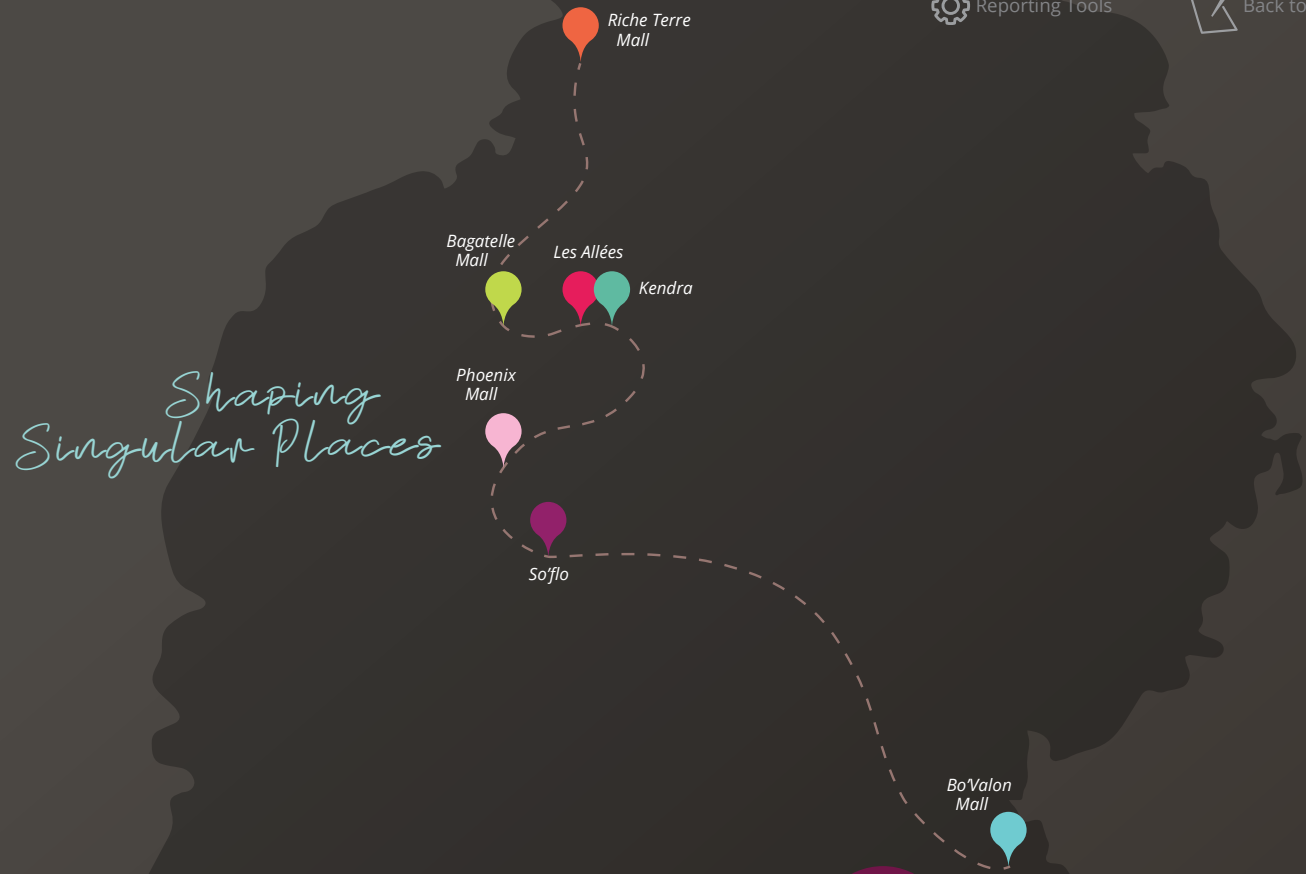 Reporting Tools
Back to
Riche Terre
Mall
Bagatelle
Mall
Les Allées
Kendra
Phoenix
Mall
Shaping
Singular Places
So'flo
Bo'Valon
Mall